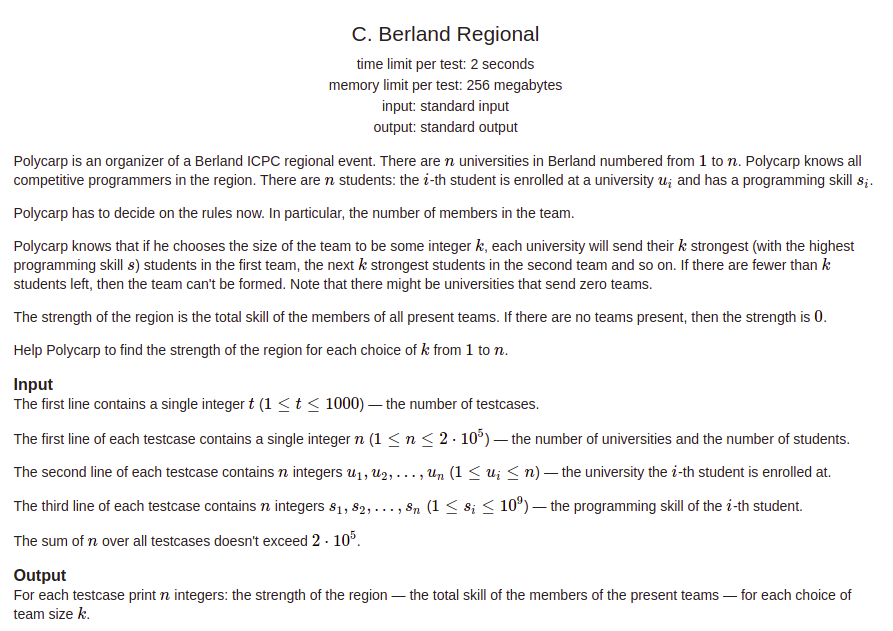 C. Berland Regional
time limit per test: 2 seconds
memory limit per test: 256 megabytes
input: standard input
output: standard output
Polycarp is an organizer of a Berland ICPC regional event. There are n universities in Berland numbered from 1 to n. Polycarp knows all
competitive programmers in the region. There are n students: the i-th student is enrolled at a university u_i and has a programming skill s_i.
Polycarp has to decide on the rules now. In particular, the number of members in the team.
Polycarp knows that if he chooses the size of the team to be some integer k, each university will send their k strongest (with the highest
programming skill s) students in the first team, the next k strongest students in the second team and so on. If there are fewer than k
students left, then the team can't be formed. Note that there might be universities that send zero teams.
The strength of the region is the total skill of the members of all present teams. If there are no teams present, then the strength is 0.
Help Polycarp to find the strength of the region for each choice of k from 1 to n.
Input
The first line contains a single integer t (1 ≤ t ≤ 1000) — the number of testcases.
The first line of each testcase contains a single integer n (1 ≤ n ≤ 2 · 10^5) — the number of universities and the number of students.
The second line of each testcase contains n integers u_1, u_2, . . . , u_n (1 ≤ u_i ≤ n) — the university the i-th student is enrolled at.
The third line of each testcase contains n integers s_1, s_2, . . . , s_n (1 ≤ s_i ≤ 10^9) — the programming skill of the i-th student.
The sum of n over all testcases doesn't exceed 2 · 10^5.
Output
For each testcase print n integers: the strength of the region — the total skill of the members of the present teams — for each choice of
team size k.